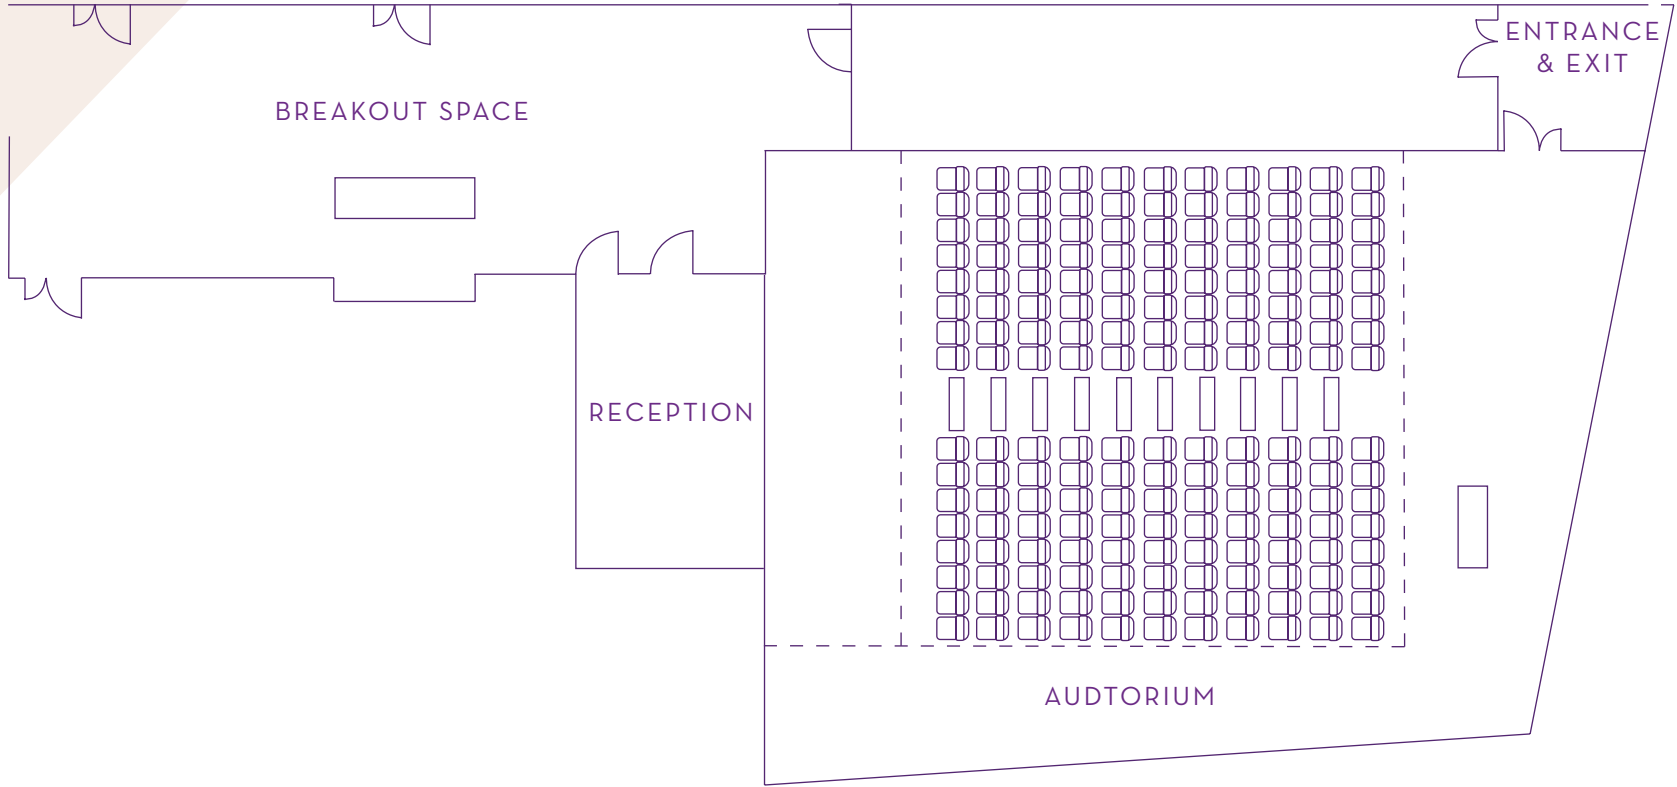 ENTRANCE
& EXIT
BREAKOUT SPACE
RECEPTION
AUDTORIUM